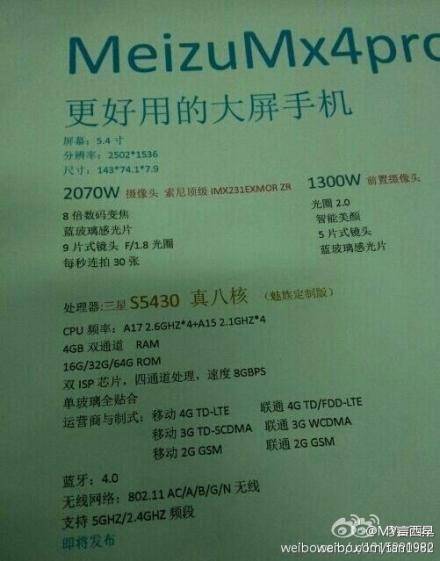 MeizuMx4pro
更好用的大屏手机
屏幕：5.4 寸
分辨率：2502*1536
尺寸：143*74.1*7.9
2070W 摄像头 索尼顶级 IMX231EXMOR ZR
8 倍数码变焦
蓝玻璃感光片
9 片式镜头 F/1.8 光圈
每秒连拍 30 张
1300W 前置摄像头
光圈 2.0
智能美颜
5 片式镜头
蓝玻璃感光片
处理器:三星 S5430 真八核 （魅族定制版）
CPU 频率：A17 2.6GHZ*4+A15 2.1GHZ*4
4GB 双通道 RAM
16G/32G/64G ROM
双 ISP 芯片，四通道处理，速度 8GBPS
单玻璃全贴合
运营商与制式：移动 4G TD-LTE 联通 4G TD/FDD-LTE
移动 3G TD-SCDMA 联通 3G WCDMA
移动 2G GSM 联通 2G GSM
蓝牙：4.0
无线网络：802.11 AC/A/B/G/N 无线
支持 5GHZ/2.4GHZ 频段
即将发布